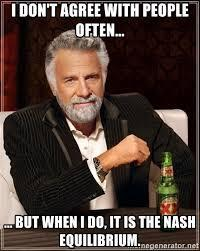 I DON'T AGREE WITH PEOPLE
OFTEN...
... BUT WHEN I DO, IT IS THE NASH
EQUILIBRIUM.